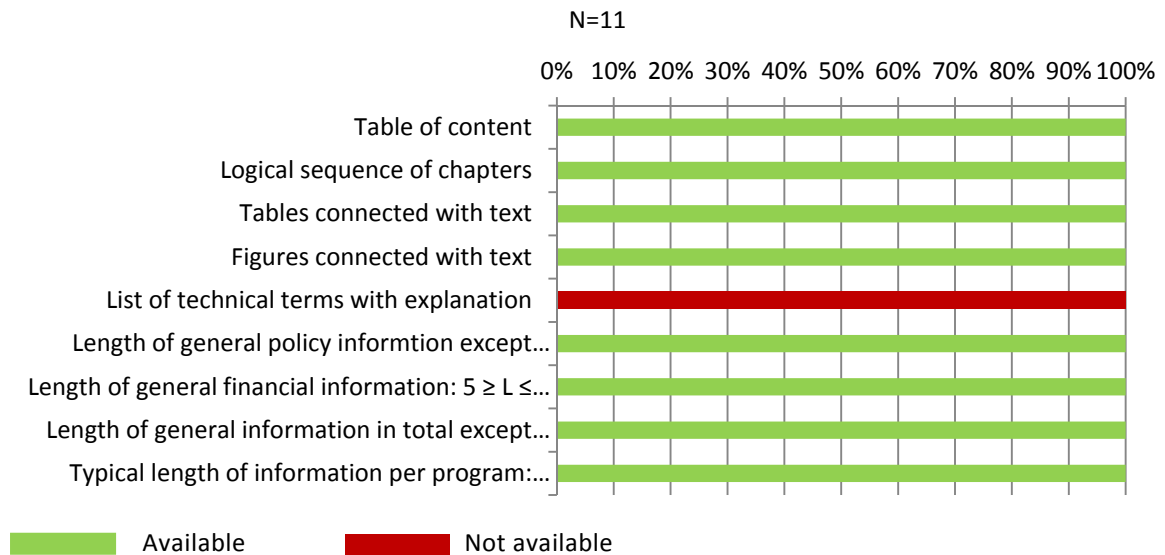 N=11
0% 10% 20% 30% 40% 50% 60% 70% 80% 90% 100%
Table of content
Logical sequence of chapters
Tables connected with text
Figures connected with text
List of technical terms with explanation
Length of general policy informtion except...
Length of general financial information: 5 ≥ L ≤...
Length of general information in total except...
Typical length of information per program:...
Available Not available